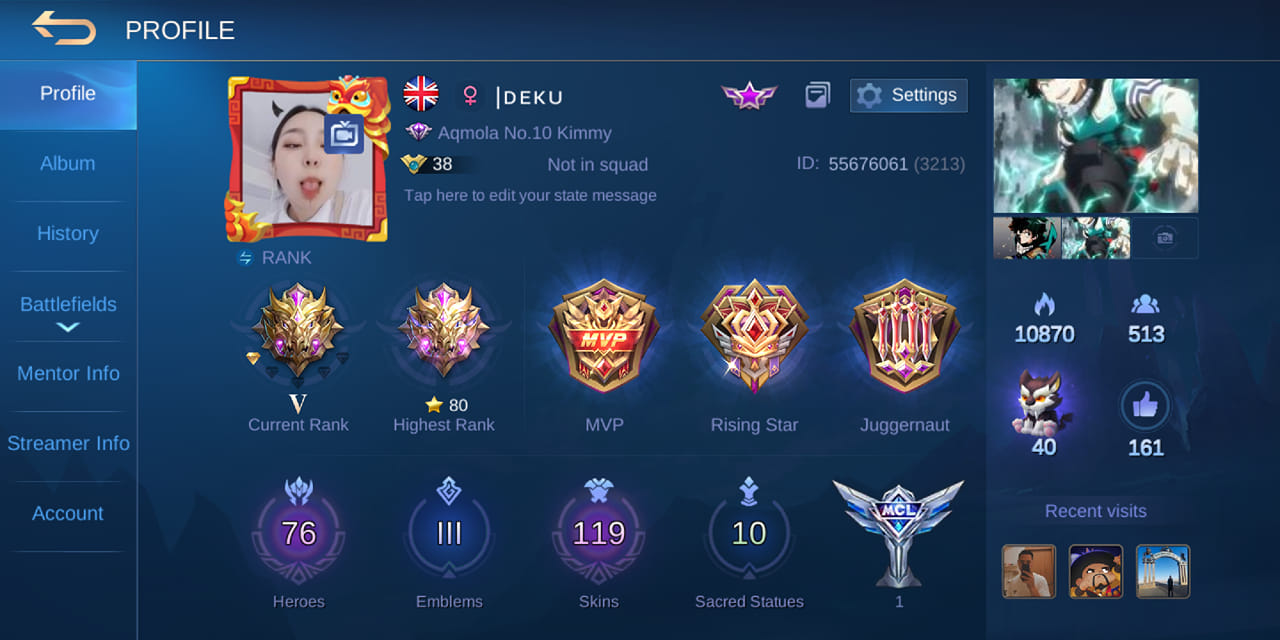 PROFILE
Profile
Album
History
Battlefields
Mentor Info
Streamer Info
Account
|DEKU
Settings
Aqmola No.10 Kimmy
38
Not in squad
ID: 55676061 (3213)
Tap here to edit your state message
RANK
MVP
V
80
Current Rank
Highest Rank
MVP
Rising Star
Juggernaut
76
III
119
10
MCL
Heroes
Emblems
Skins
Sacred Statues
1
10870
513
40
161
Recent visits